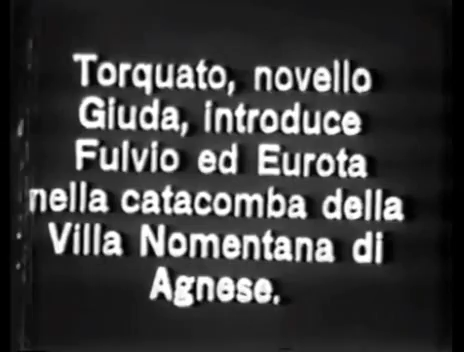 Torquato, novello
Giuda, introduce
Fulvio ed Eurota
nella catacomba della
Villa Nomentana di
Agnese.